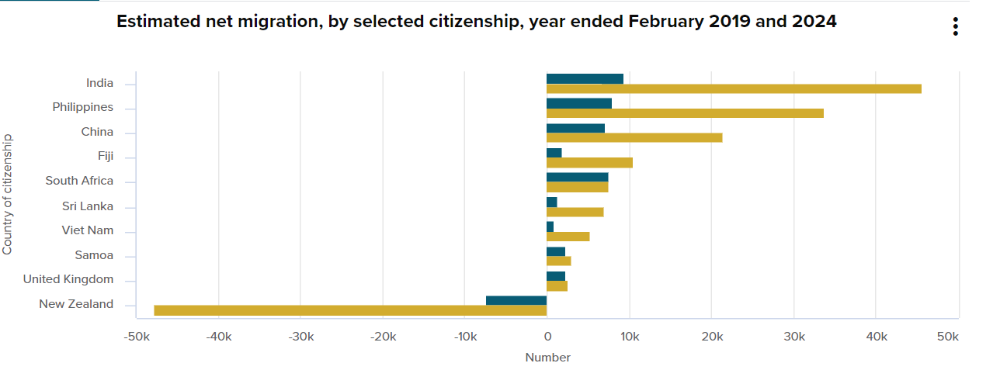 Estimated net migration, by selected citizenship, year ended February 2019 and 2024
Country of citizenship
India
Philippines
China
Fiji
South Africa
Sri Lanka
Viet Nam
Samoa
United Kingdom
New Zealand
-50k -40k -30k -20k -10k 0 10k 20k 30k 40k 50k
Number